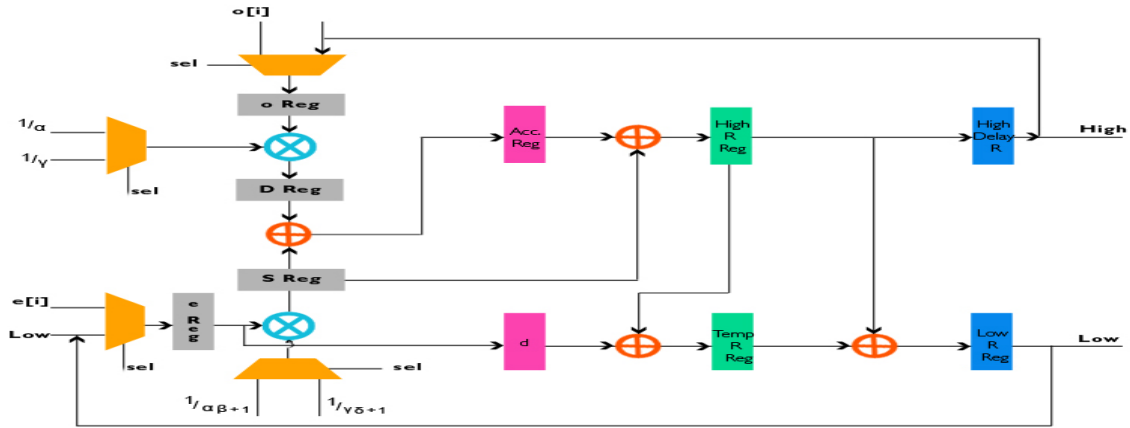 o[i]
sel
o Reg
1/α
1/γ
sel
D Reg
Acc. Reg
High R Reg
High Delay R
High
S Reg
e[i]
Low
e Reg
sel
d
Temp R Reg
Low R Reg
Low
sel
1/αβ+1
1/γδ+1